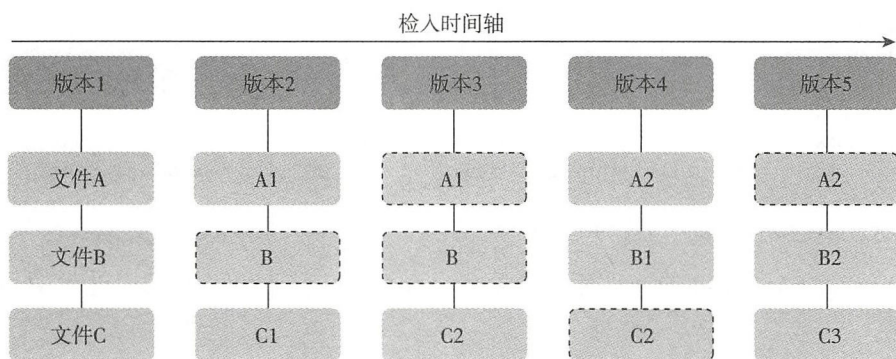 检入时间轴
版本1 版本2 版本3 版本4 版本5
文件A A1 A1 A2 A2
文件B B B B1 B2
文件C C1 C2 C2 C3